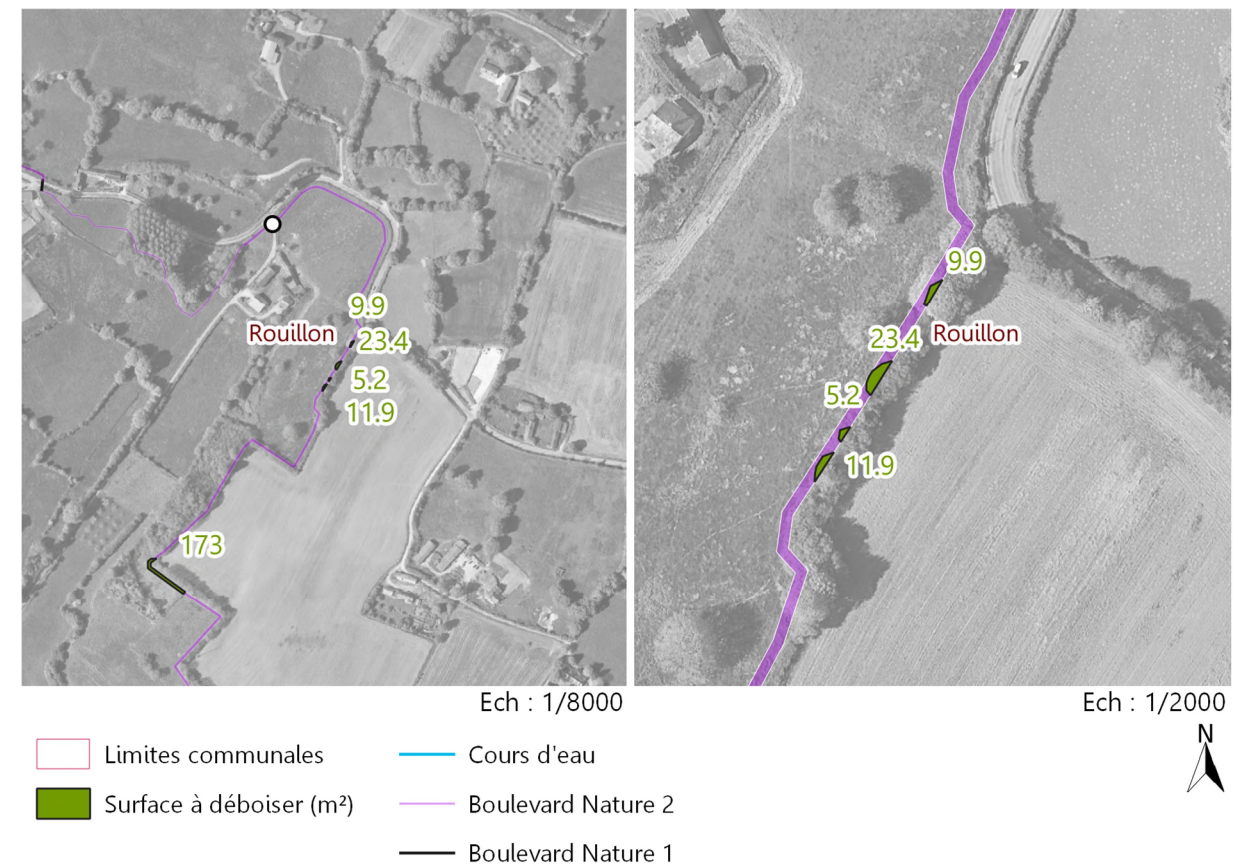 9.9
Rouillon
23.4
5.2
11.9
173
Ech : 1/8000
9.9
23.4
Rouillon
5.2
11.9
Ech : 1/2000
N
Limites communales
Surface à déboiser (m²)
Cours d'eau
Boulevard Nature 2
Boulevard Nature 1